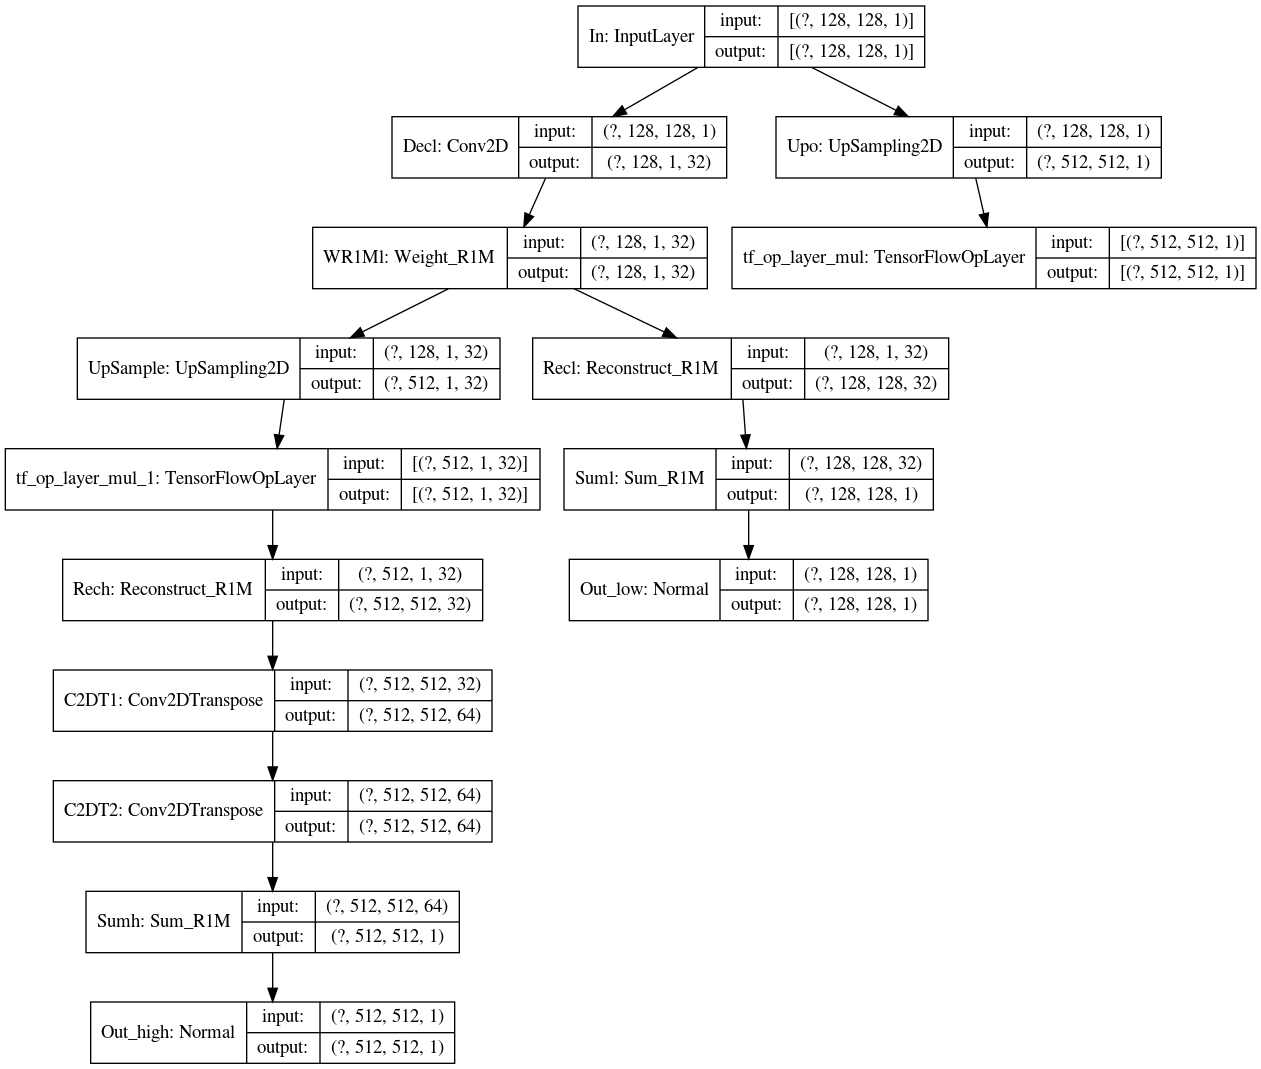 In: InputLayer
input: [(?, 128, 128, 1)]
output: [(?, 128, 128, 1)]
Decl: Conv2D
input: (?, 128, 128, 1)
output: (?, 128, 1, 32)
Upo: UpSampling2D
input: (?, 128, 128, 1)
output: (?, 512, 512, 1)
WR1Ml: Weight_R1M
input: (?, 128, 1, 32)
output: (?, 128, 1, 32)
tf_op_layer_mul: TensorFlowOpLayer
input: [(?, 512, 512, 1)]
output: [(?, 512, 512, 1)]
UpSample: UpSampling2D
input: (?, 128, 1, 32)
output: (?, 512, 1, 32)
Recl: Reconstruct_R1M
input: (?, 128, 1, 32)
output: (?, 128, 128, 32)
tf_op_layer_mul_1: TensorFlowOpLayer
input: [(?, 512, 1, 32)]
output: [(?, 512, 1, 32)]
Suml: Sum_R1M
input: (?, 128, 128, 32)
output: (?, 128, 128, 1)
Rech: Reconstruct_R1M
input: (?, 512, 1, 32)
output: (?, 512, 512, 32)
Out_low: Normal
input: (?, 128, 128, 1)
output: (?, 128, 128, 1)
C2DT1: Conv2DTranspose
input: (?, 512, 512, 32)
output: (?, 512, 512, 64)
C2DT2: Conv2DTranspose
input: (?, 512, 512, 64)
output: (?, 512, 512, 64)
Sumh: Sum_R1M
input: (?, 512, 512, 64)
output: (?, 512, 512, 1)
Out_high: Normal
input: (?, 512, 512, 1)
output: (?, 512, 512, 1)